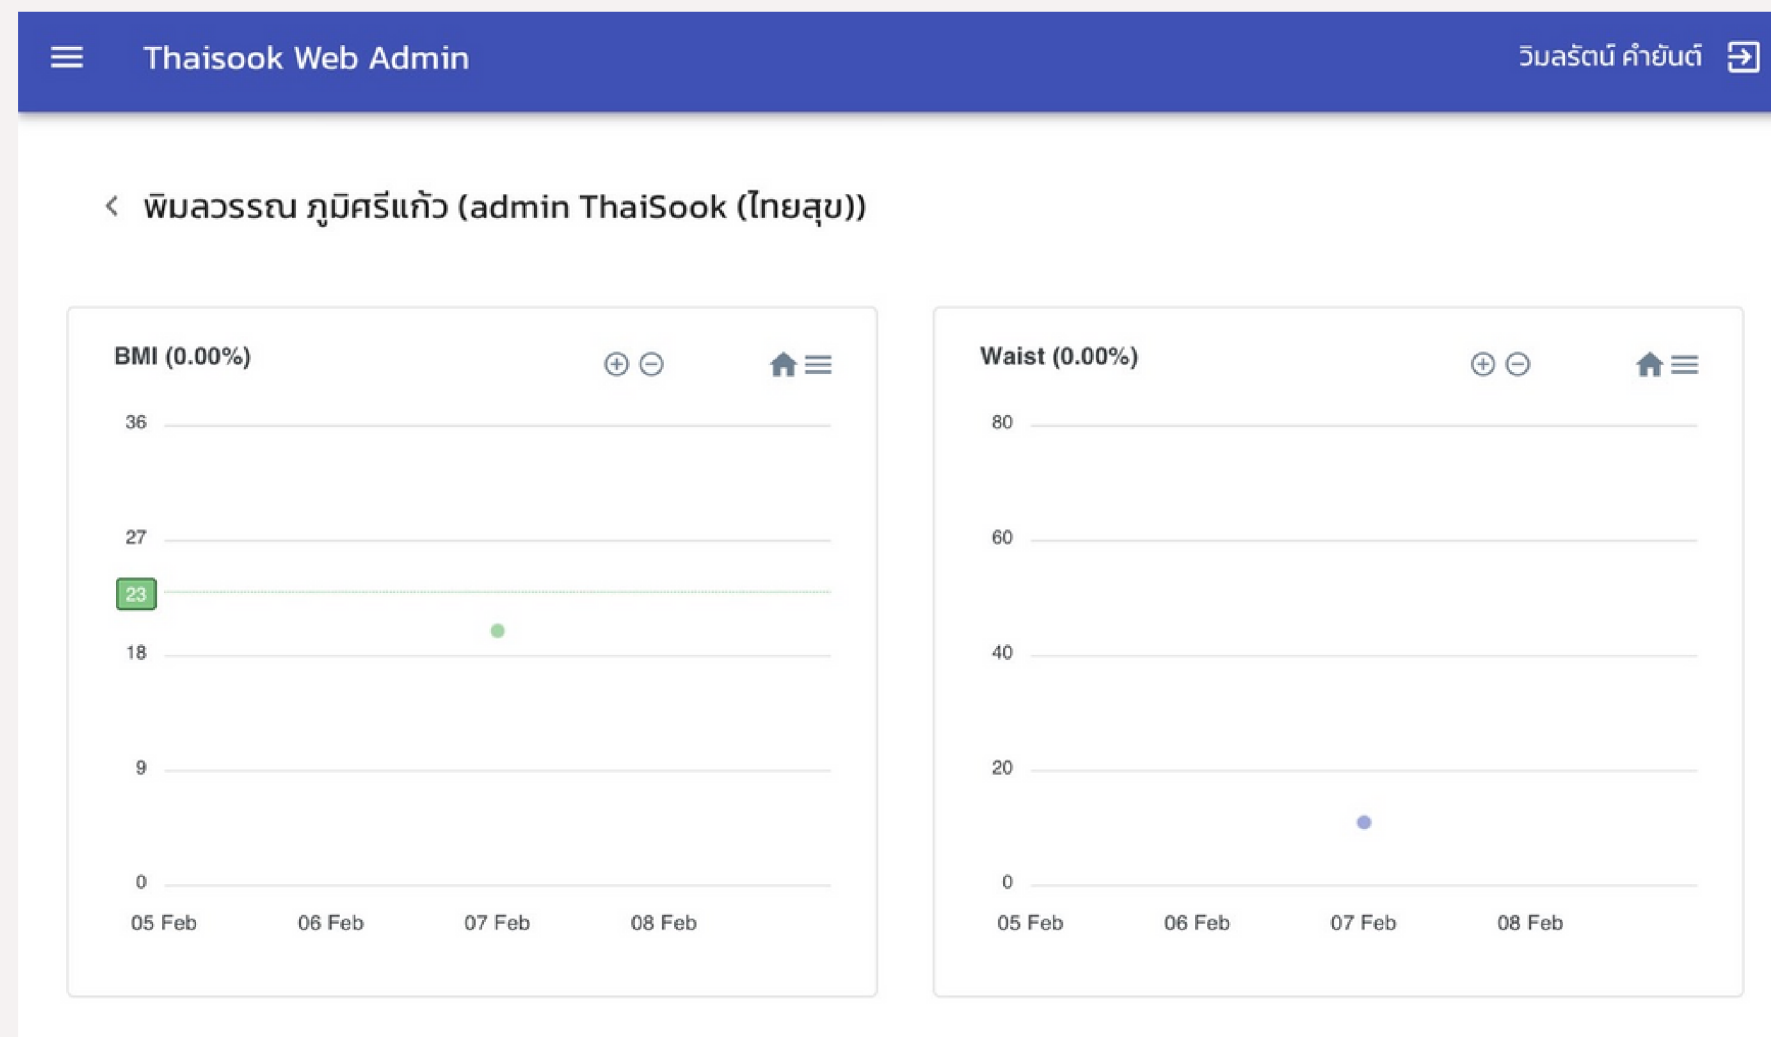 Thaisook Web Admin
วิมลรัตน์ คำยันต์
พิมลวรรณ ภูมิศรีแก้ว (admin ThaiSook (ไทยสุข))
BMI (0.00%)
36
27
23
18
9
0
05 Feb 06 Feb 07 Feb 08 Feb
Waist (0.00%)
80
60
40
20
0
05 Feb 06 Feb 07 Feb 08 Feb